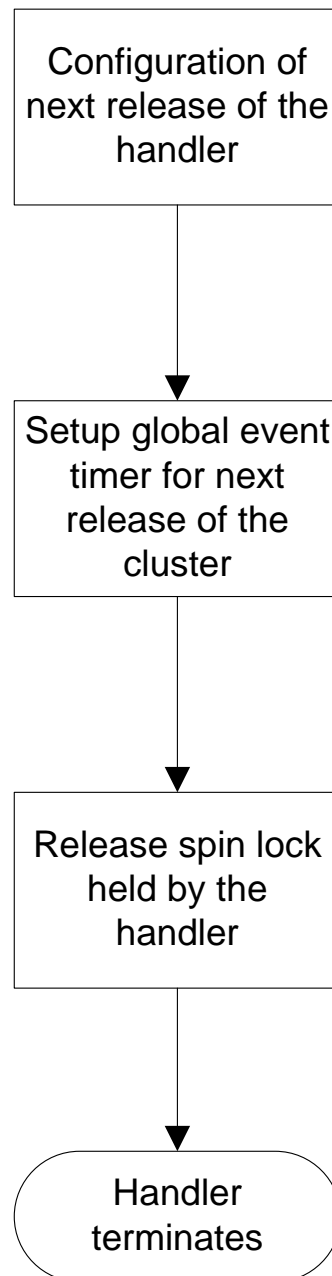 Configuration of
next release of the
handler
Setup global event
timer for next
release of the
cluster
Release spin lock
held by the
handler
Handler
terminates